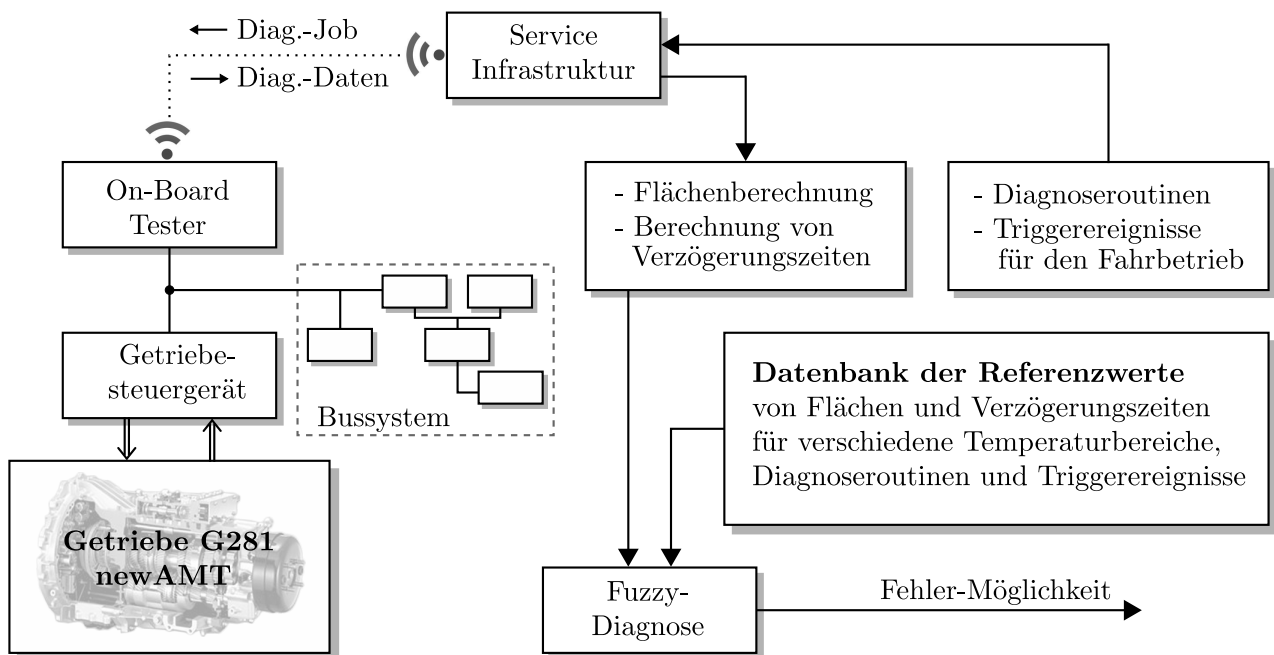 Diag.-Job
Diag.-Daten
Service
Infrastruktur
On-Board
Tester
- Flächenberechnung
- Berechnung von
Verzögerungszeiten
- Diagnoseroutinen
- Triggerereignisse
für den Fahrbetrieb
Getriebe-
steuergerät
Bussystem
Datenbank der Referenzwerte
von Flächen und Verzögerungszeiten
für verschiedene Temperaturbereiche,
Diagnoseroutinen und Triggerereignisse
Getriebe G281
newAMT
Fuzzy-
Diagnose
Fehler-Möglichkeit